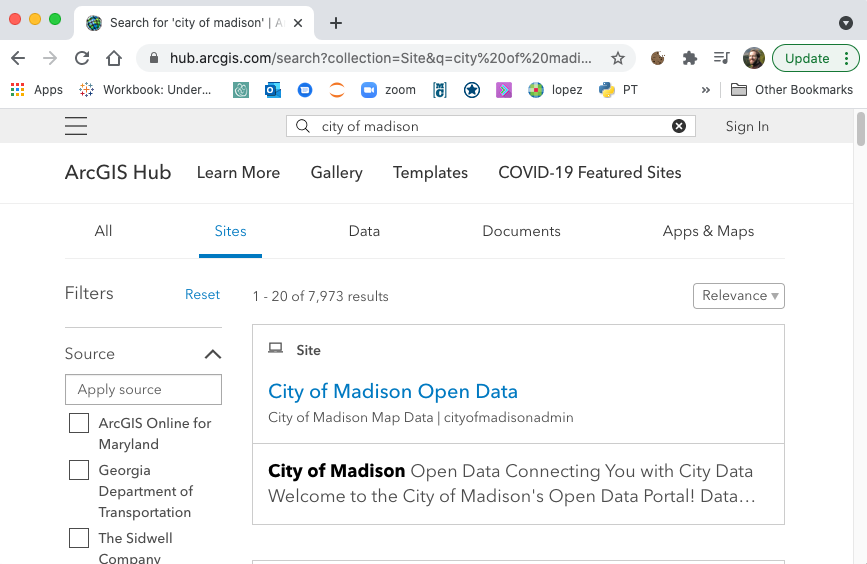 Search for 'city of madison' | A
hub.arcgis.com/search?collection=Site&q=city%20of%20madi...
Update
Apps
Workbook: Under...
zoom
lopez
PT
»
Other Bookmarks
city of madison
Sign In
ArcGIS Hub
Learn More
Gallery
Templates
COVID-19 Featured Sites
All
Sites
Data
Documents
Apps & Maps
Filters
Reset
1 - 20 of 7,973 results
Relevance
Source
Apply source
ArcGIS Online for
Maryland
Georgia
Department of
Transportation
The Sidwell
Company
Site
City of Madison Open Data
City of Madison Map Data | cityofmadisonadmin
City of Madison Open Data Connecting You with City Data
Welcome to the City of Madison's Open Data Portal! Data...